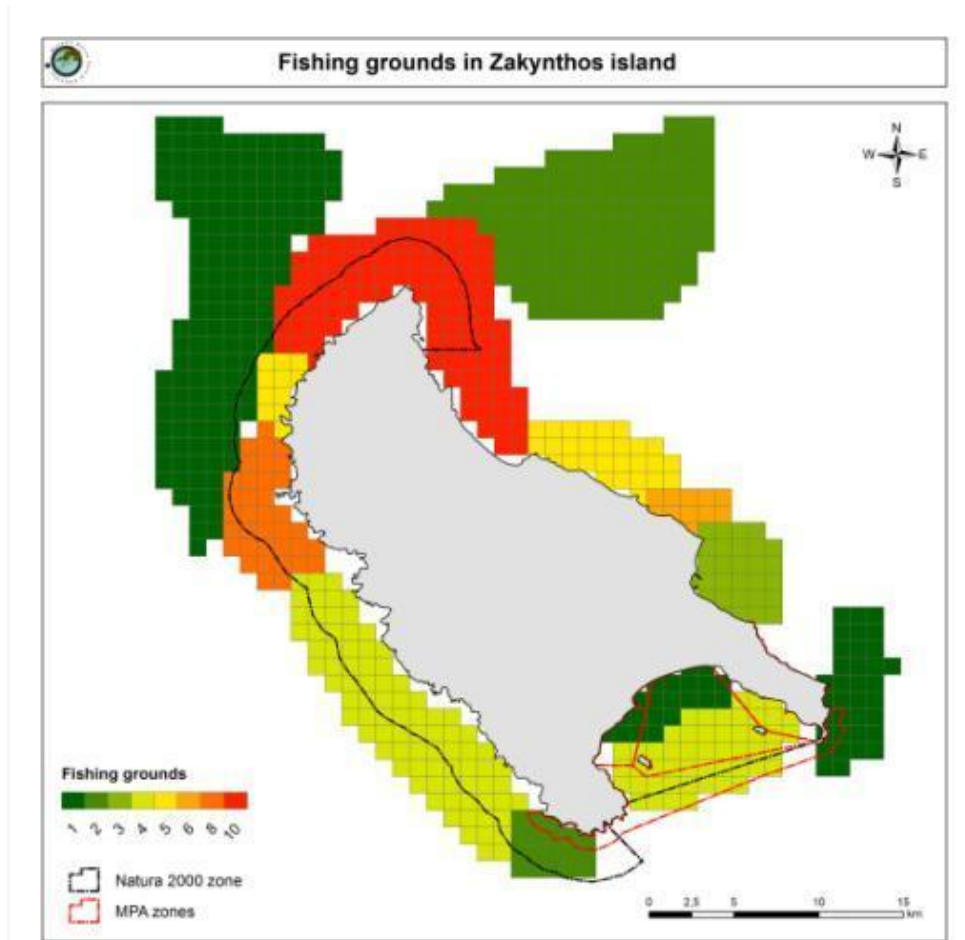 Fishing grounds in Zakynthos island
N
W E
S
Fishing grounds
1 2 3 4 5 6 8 10
Natura 2000 zone
MPA zones
0 2,5 5 10 15
km